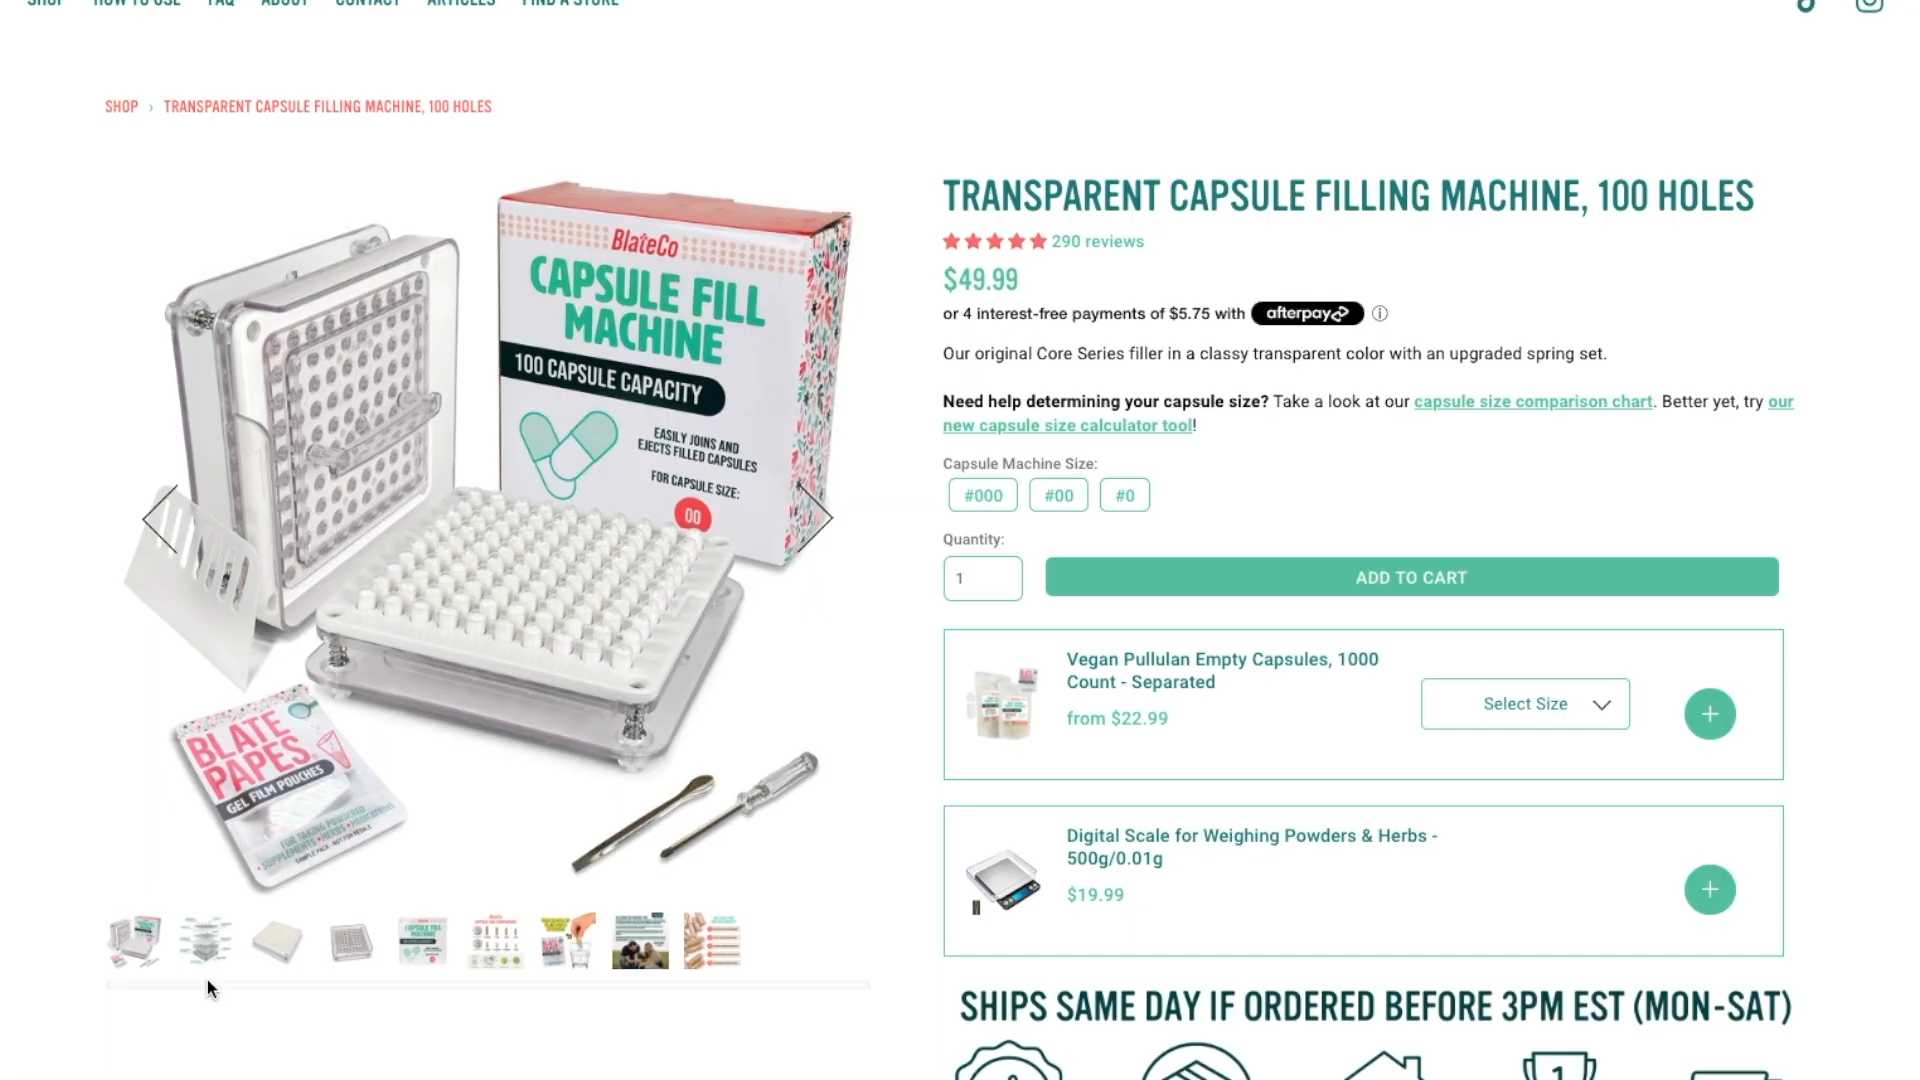 SHOP HOW TO USE FAQ ABOUT CONTACT ARTICLES FIND A STORE
SHOP › TRANSPARENT CAPSULE FILLING MACHINE, 100 HOLES
BlateCo
CAPSULE FILL
MACHINE
100 CAPSULE CAPACITY
EASILY JOINS AND
EJECTS FILLED CAPSULES
FOR CAPSULE SIZE:
00
BLATE
PAPES
GEL FILM POUCHES
FOR TAKING POWDERED
SUPPLEMENTS • HERBS • MEDICATIONS
SAMPLE PACK - NOT FOR RESALE
TRANSPARENT CAPSULE FILLING MACHINE, 100 HOLES
290 reviews
$49.99
or 4 interest-free payments of $5.75 with afterpay
Our original Core Series filler in a classy transparent color with an upgraded spring set.
Need help determining your capsule size? Take a look at our capsule size comparison chart. Better yet, try our
new capsule size calculator tool!
Capsule Machine Size:
#000 #00 #0
Quantity:
1
ADD TO CART
Vegan Pullulan Empty Capsules, 1000
Count - Separated
from $22.99
Select Size
+
Digital Scale for Weighing Powders & Herbs -
500g/0.01g
$19.99
+
CAPSULE FILL
MACHINE
SHIPS SAME DAY IF ORDERED BEFORE 3PM EST (MON-SAT)
1